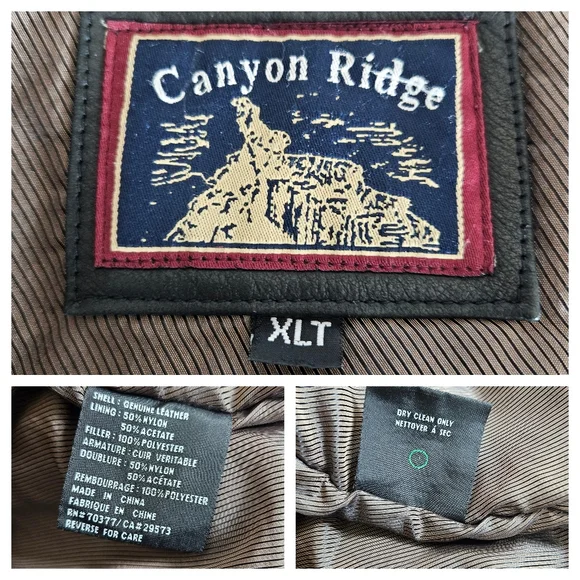 Canyon Ridge
XLT
SHELL: GENUINE LEATHER
LINING: 50% NYLON
50% ACETATE
FILLER: 100% POLYESTER
ARMATURE: CUIR VERITABLE
DOUBLURE: 50% NYLON
50% ACÉTATE
REMBOURRAGE: 100% POLYESTER
MADE IN CHINA
FABRIQUE EN CHINE
RN# 70377/CA# 29573
REVERSE FOR CARE
DRY CLEAN ONLY
NETTOYER À SEC